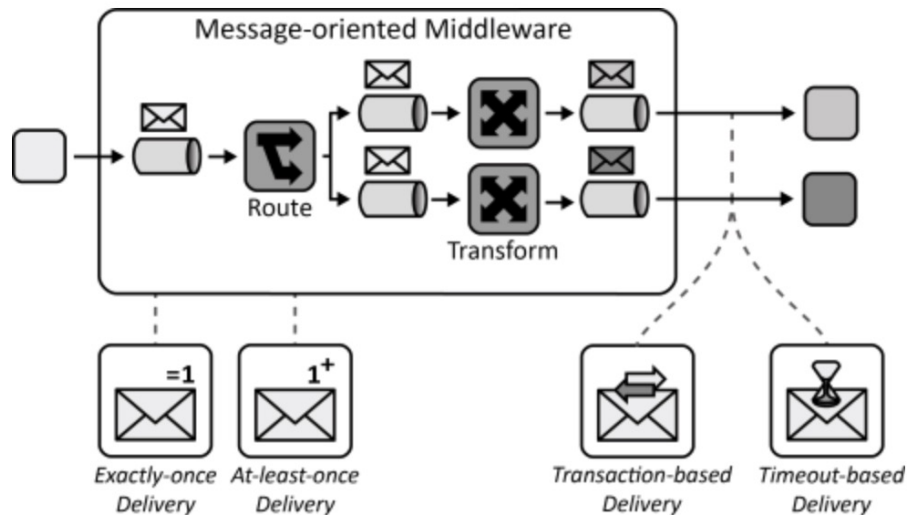 Message-oriented Middleware
Route
Transform
=1
1+
Exactly-once
Delivery
At-least-once
Delivery
Transaction-based
Delivery
Timeout-based
Delivery